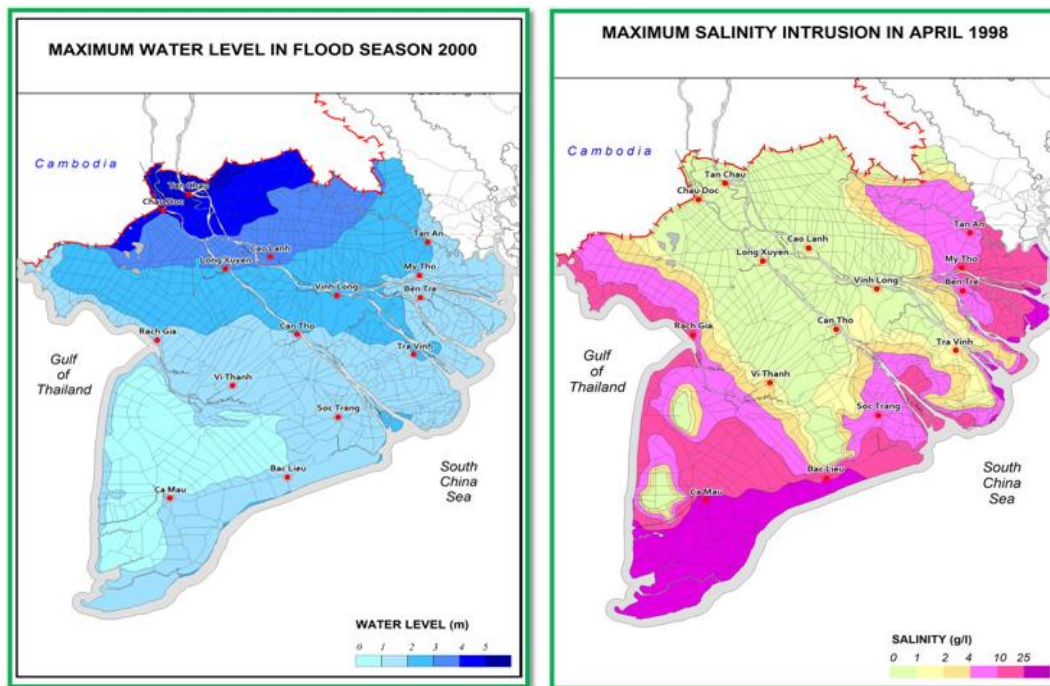 MAXIMUM WATER LEVEL IN FLOOD SEASON 2000
Cambodia
Tan Chau
Chau Doc
Tan An
Cao Lanh
Long Xuyen
My Tho
Vinh Long
Ben Tre
Can Tho
Rach Gia
Tra Vinh
Gulf
of
Thailand
Vi Thanh
Soc Trang
Bac Lieu
South
China
Sea
Ca Mau
WATER LEVEL (m)
0 1 2 3 4 5
MAXIMUM SALINITY INTRUSION IN APRIL 1998
Cambodia
Tan Chau
Chau Doc
Tan An
Cao Lanh
Long Xuyen
My Tho
Vinh Long
Ben Tre
Can Tho
Rach Gia
Tra Vinh
Gulf
of
Thailand
Vi Thanh
Soc Trang
Bac Lieu
South
China
Sea
Ca Mau
SALINITY (g/l)
0 1 2 4 10 25